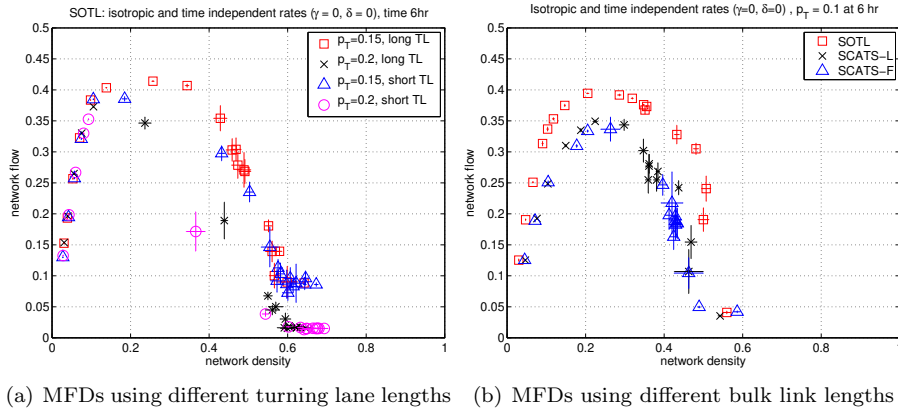 SOTL: isotropic and time independent rates (γ = 0, δ = 0), time 6hr
network flow
0.5
0.45
0.4
0.35
0.3
0.25
0.2
0.15
0.1
0.05
0
0
0.2
0.4
0.6
0.8
1
network density
p_T=0.15, long TL
p_T=0.2, long TL
p_T=0.15, short TL
p_T=0.2, short TL
(a) MFDs using different turning lane lengths
Isotropic and time independent rates (γ=0, δ=0) , p_T = 0.1 at 6 hr
network flow
0.5
0.45
0.4
0.35
0.3
0.25
0.2
0.15
0.1
0.05
0
0
0.2
0.4
0.6
0.8
1
network density
SOTL
SCATS-L
SCATS-F
(b) MFDs using different bulk link lengths